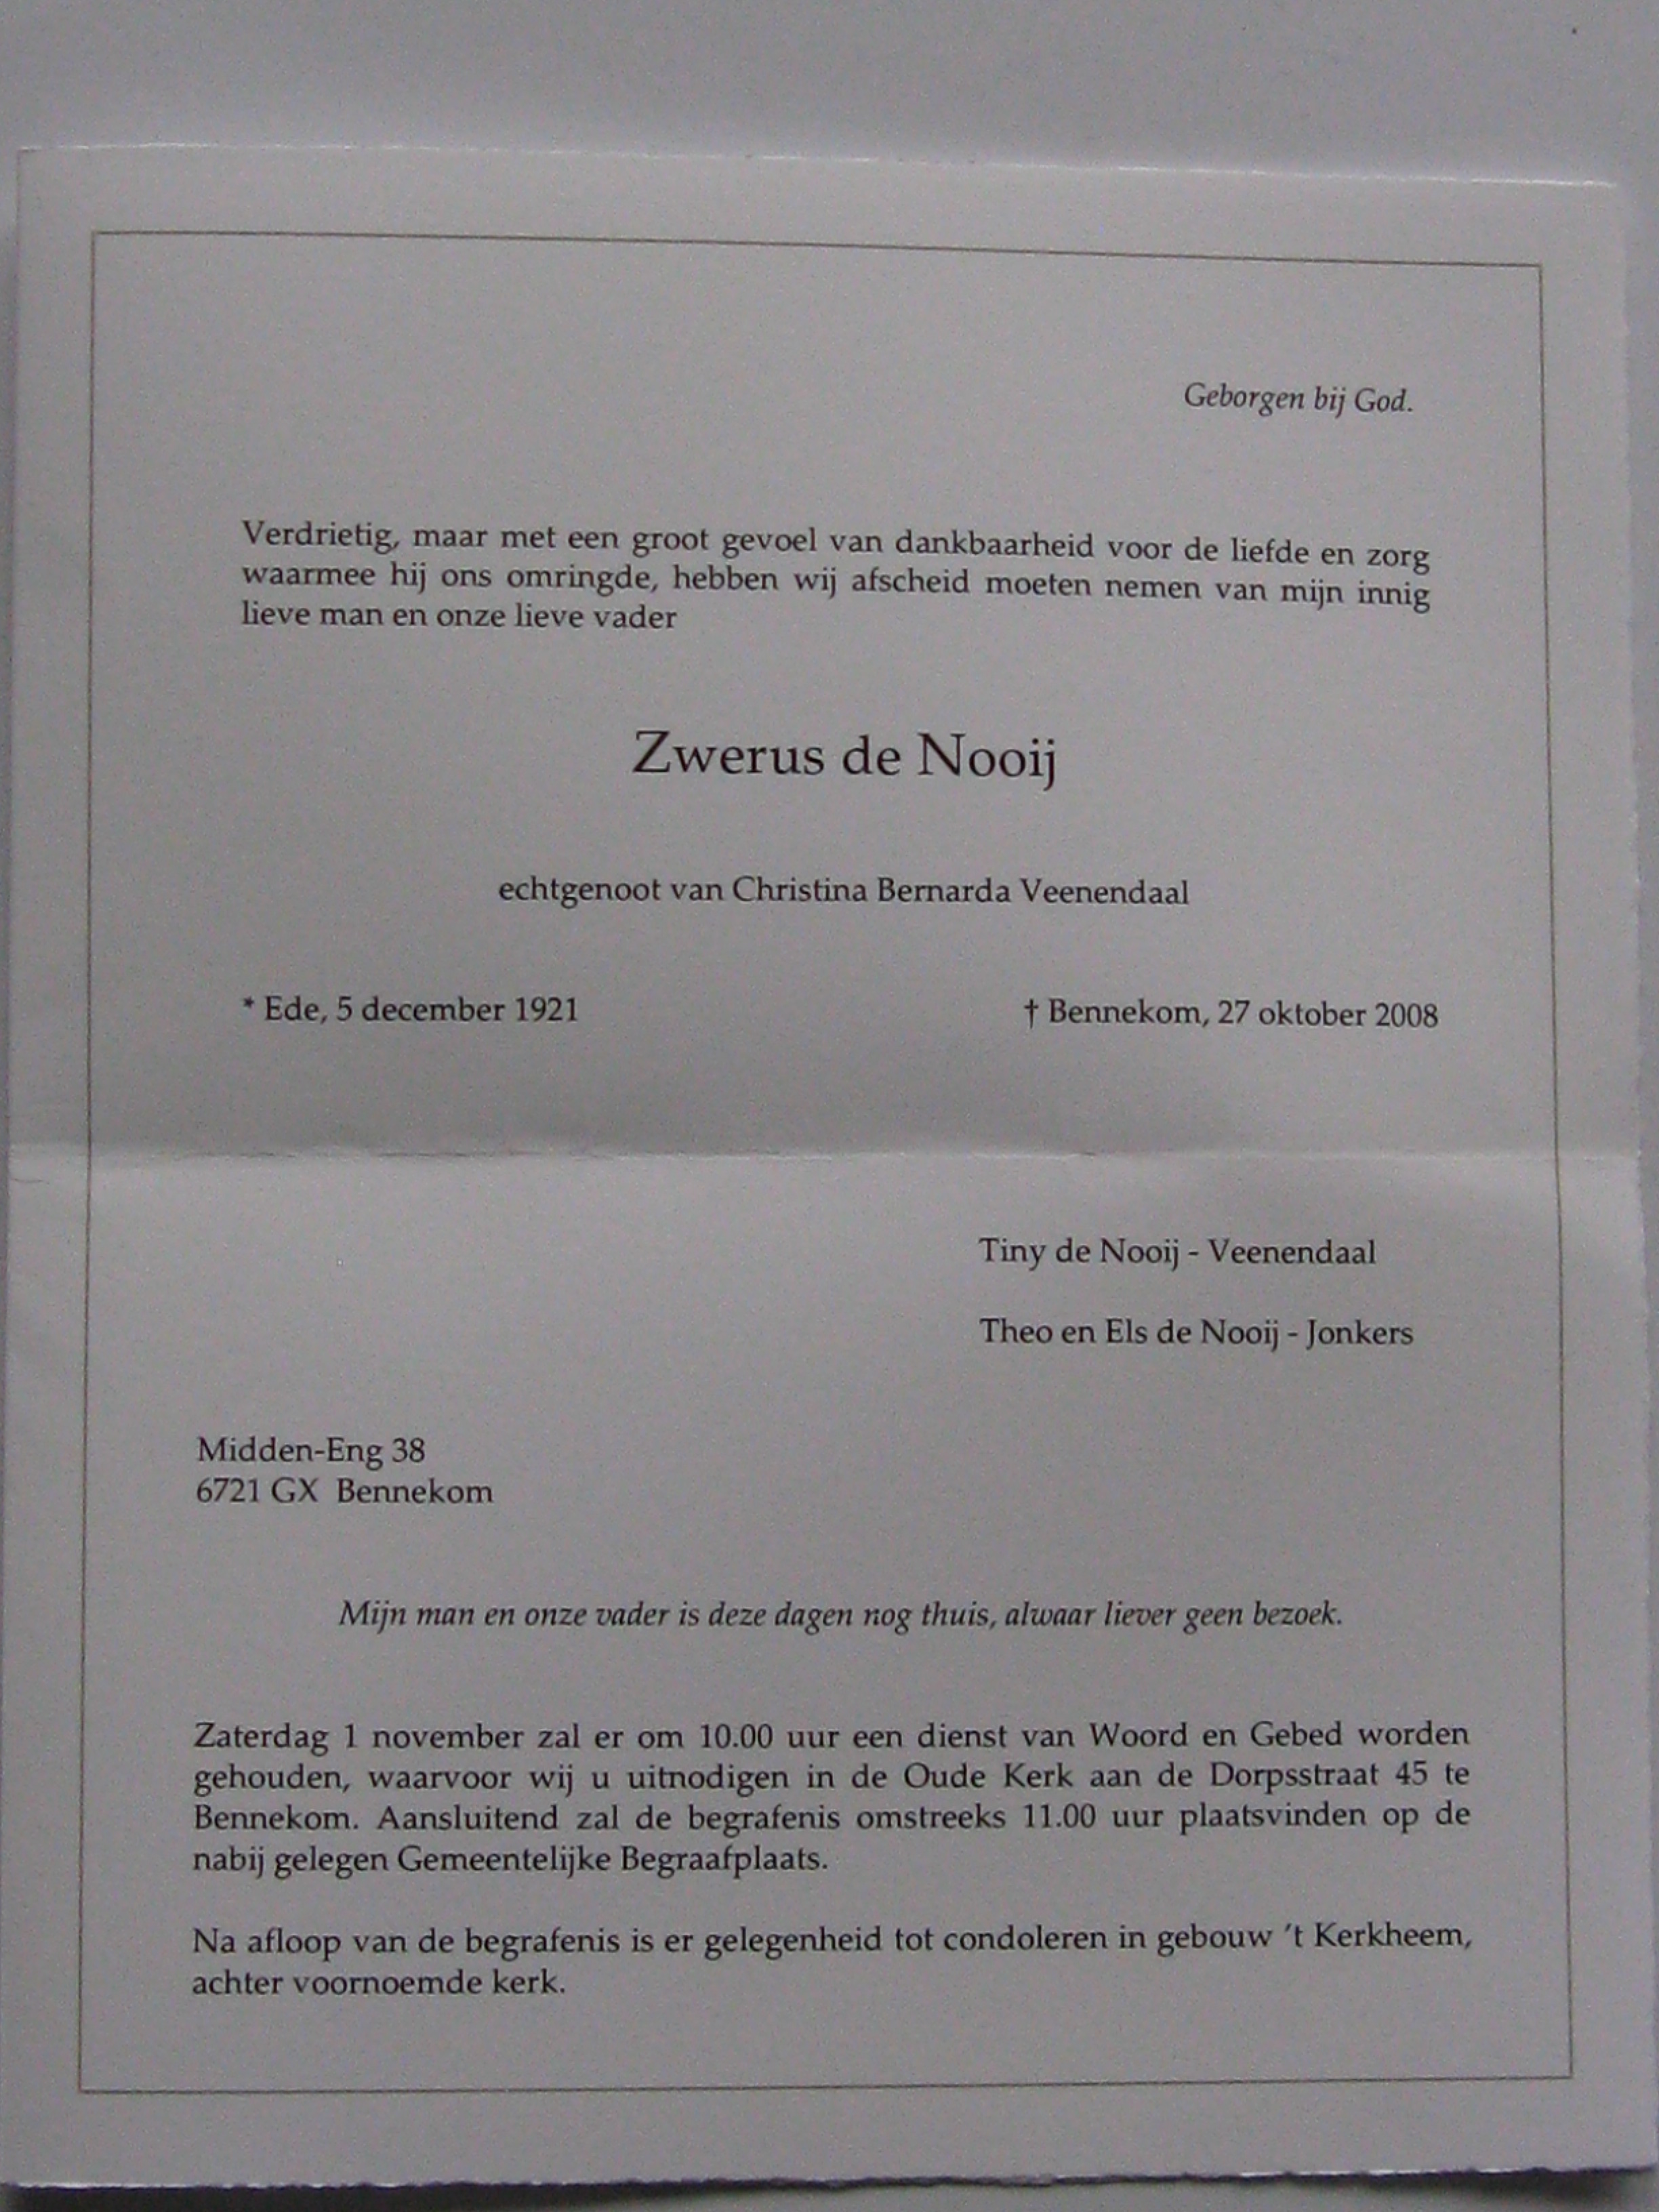 Geborgen bij God.
Verdrietig, maar met een groot gevoel van dankbaarheid voor de liefde en zorg
waarmee hij ons omringde, hebben wij afscheid moeten nemen van mijn innig
lieve man en onze lieve vader
Zwerus de Nooij
echtgenoot van Christina Bernarda Veenendaal
* Ede, 5 december 1921 † Bennekom, 27 oktober 2008
Tiny de Nooij - Veenendaal
Theo en Els de Nooij - Jonkers
Midden-Eng 38
6721 GX Bennekom
Mijn man en onze vader is deze dagen nog thuis, alwaar liever geen bezoek.
Zaterdag 1 november zal er om 10.00 uur een dienst van Woord en Gebed worden
gehouden, waarvoor wij u uitnodigen in de Oude Kerk aan de Dorpsstraat 45 te
Bennekom. Aansluitend zal de begrafenis omstreeks 11.00 uur plaatsvinden op de
nabij gelegen Gemeentelijke Begraafplaats.
Na afloop van de begrafenis is er gelegenheid tot condoleren in gebouw 't Kerkheem,
achter voornoemde kerk.